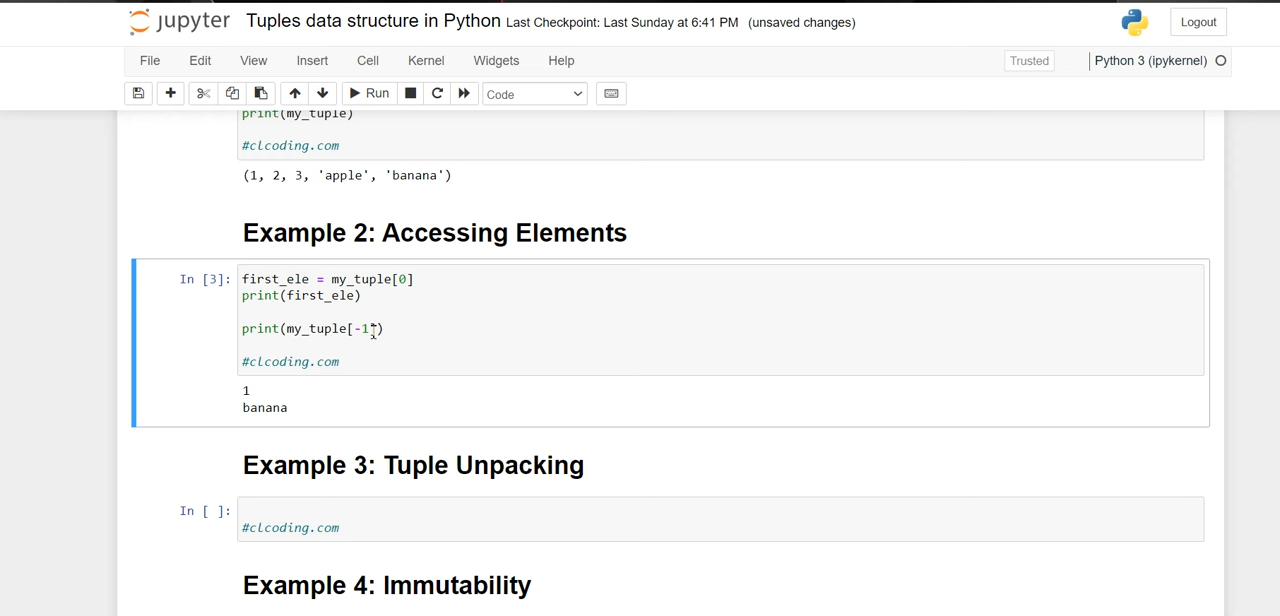 jupyter Tuples data structure in Python Last Checkpoint: Last Sunday at 6:41 PM (unsaved changes) Logout
File Edit View Insert Cell Kernel Widgets Help Trusted Python 3 (ipykernel)
Run Code
print(my_tuple)
#clcoding.com
(1, 2, 3, 'apple', 'banana')
Example 2: Accessing Elements
In [3]: first_ele = my_tuple[0]
print(first_ele)
print(my_tuple[-1])
#clcoding.com
1
banana
Example 3: Tuple Unpacking
In [ ]:
#clcoding.com
Example 4: Immutability